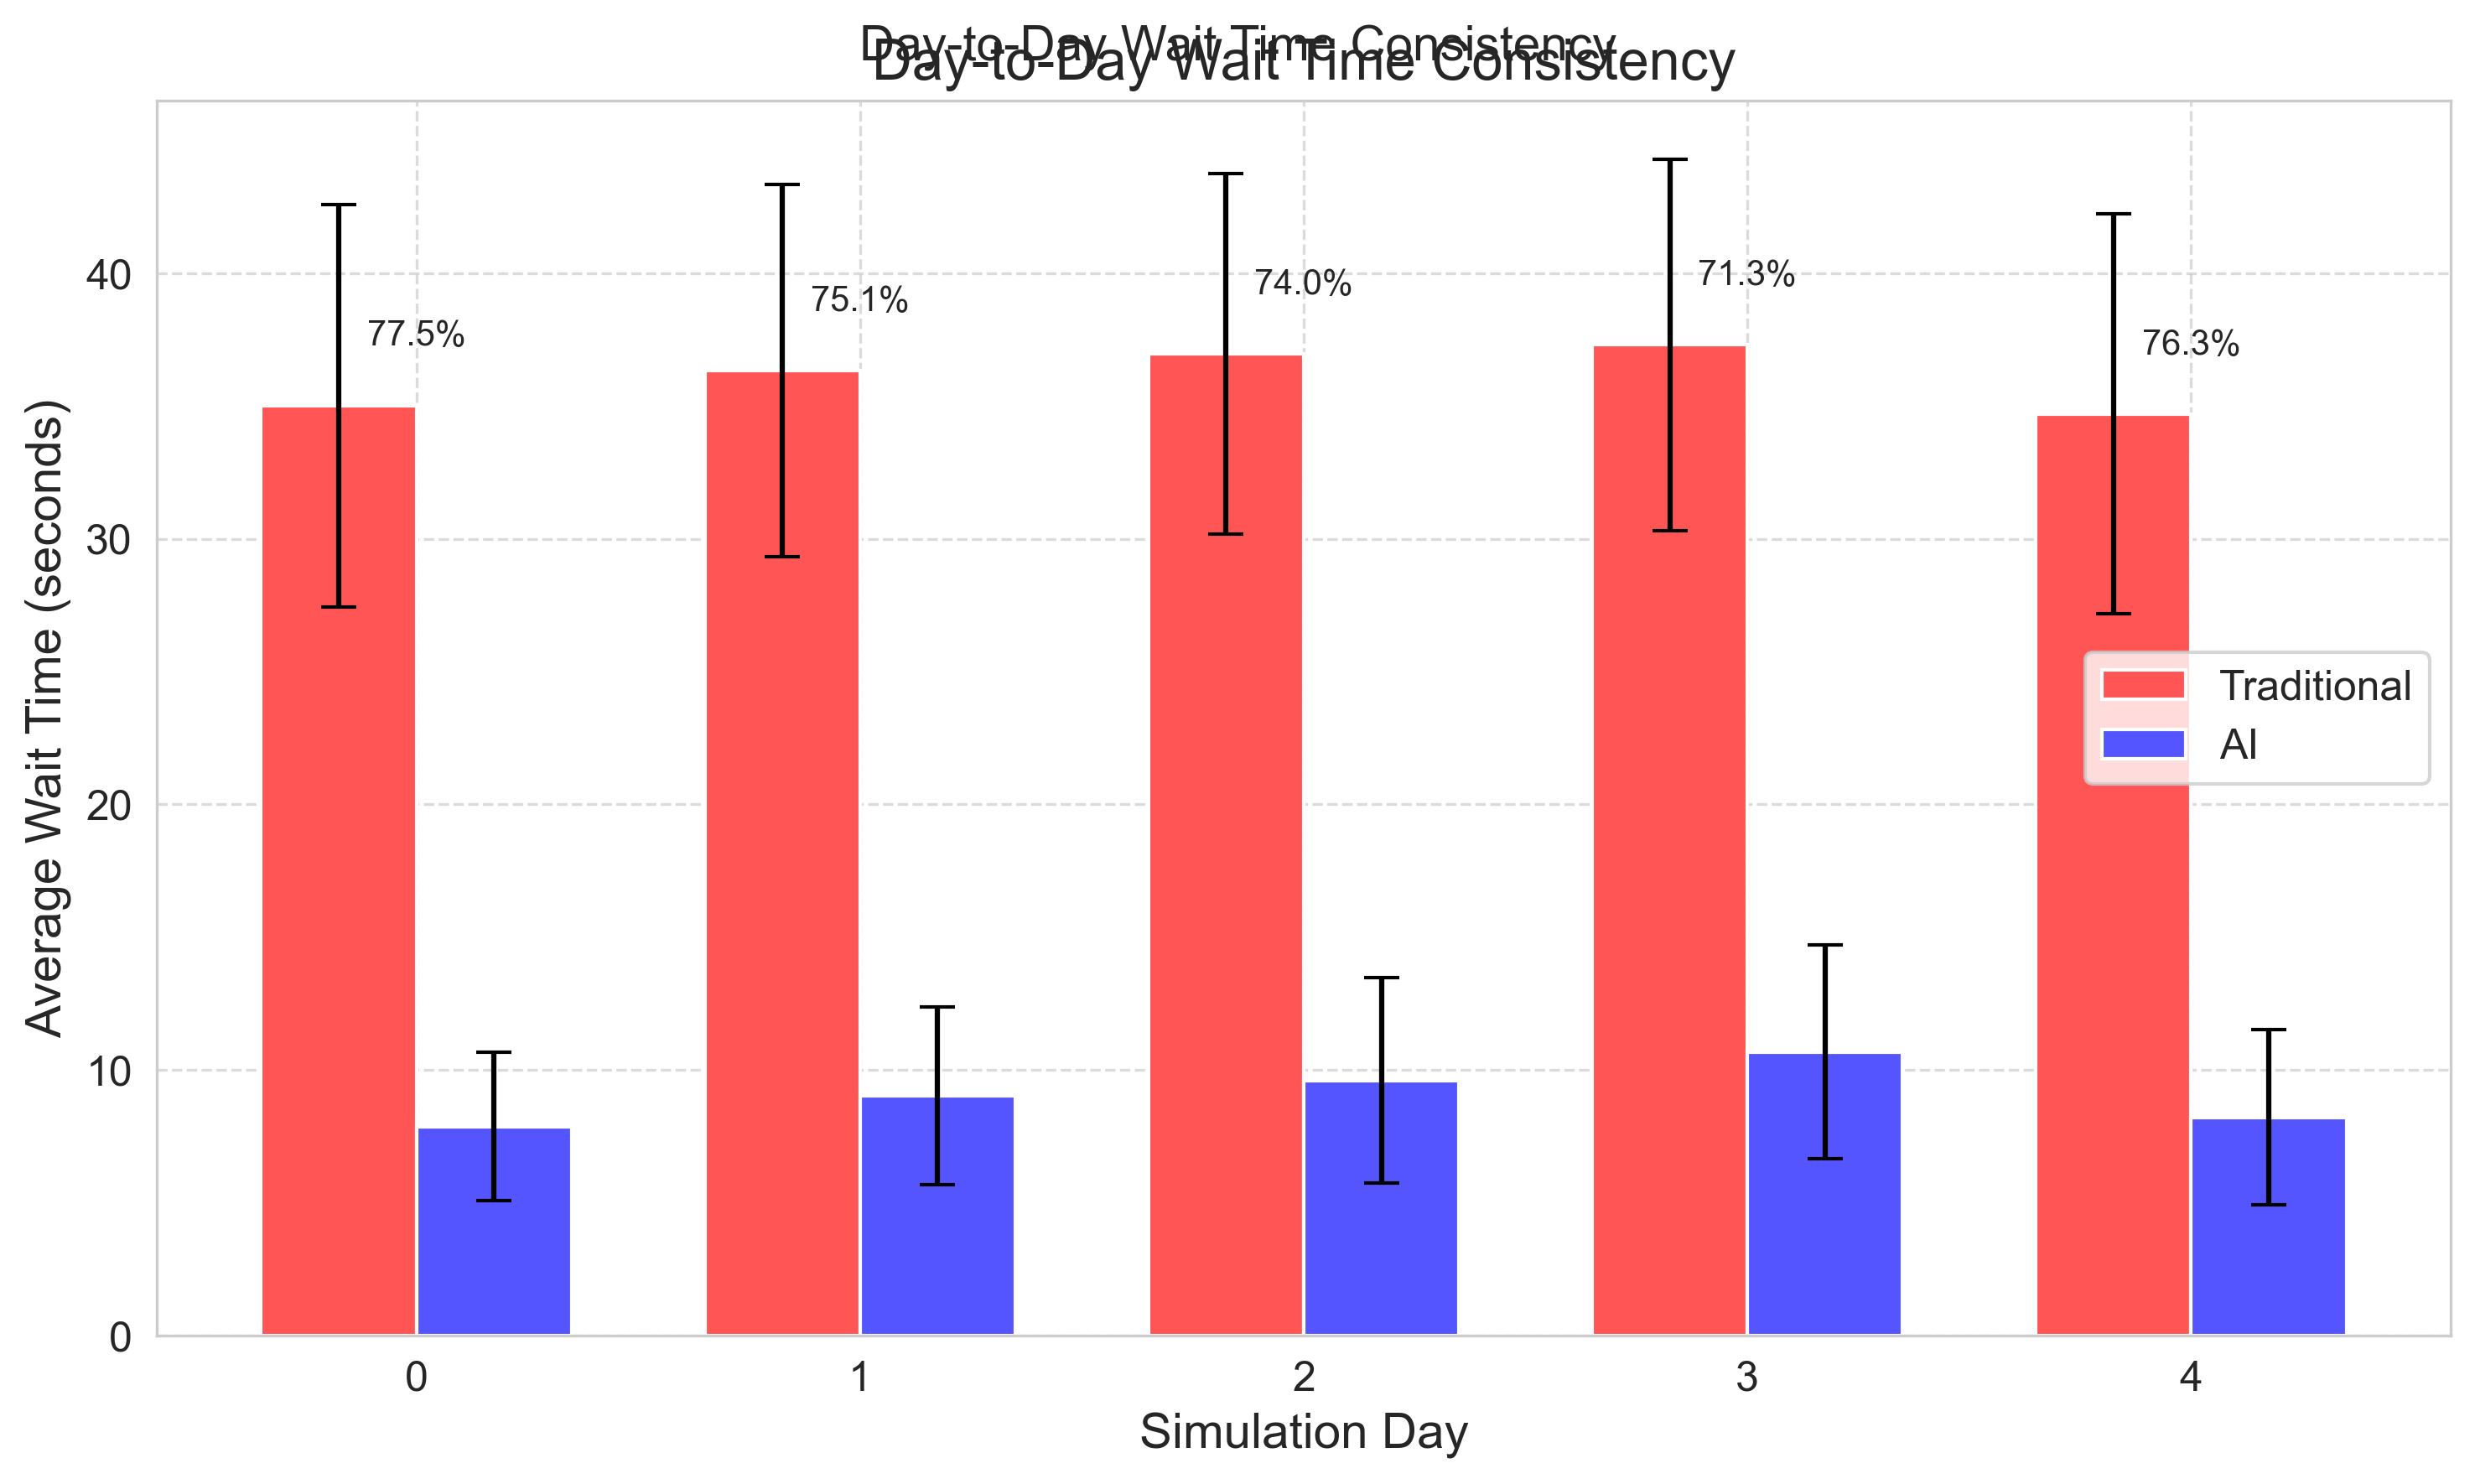 Day-to-Day Wait Time Consistency
Day-to-Day Wait Time Consistency
Average Wait Time (seconds)
40
30
20
10
0
77.5%
75.1%
74.0%
71.3%
76.3%
Traditional
AI
0
1
2
3
4
Simulation Day